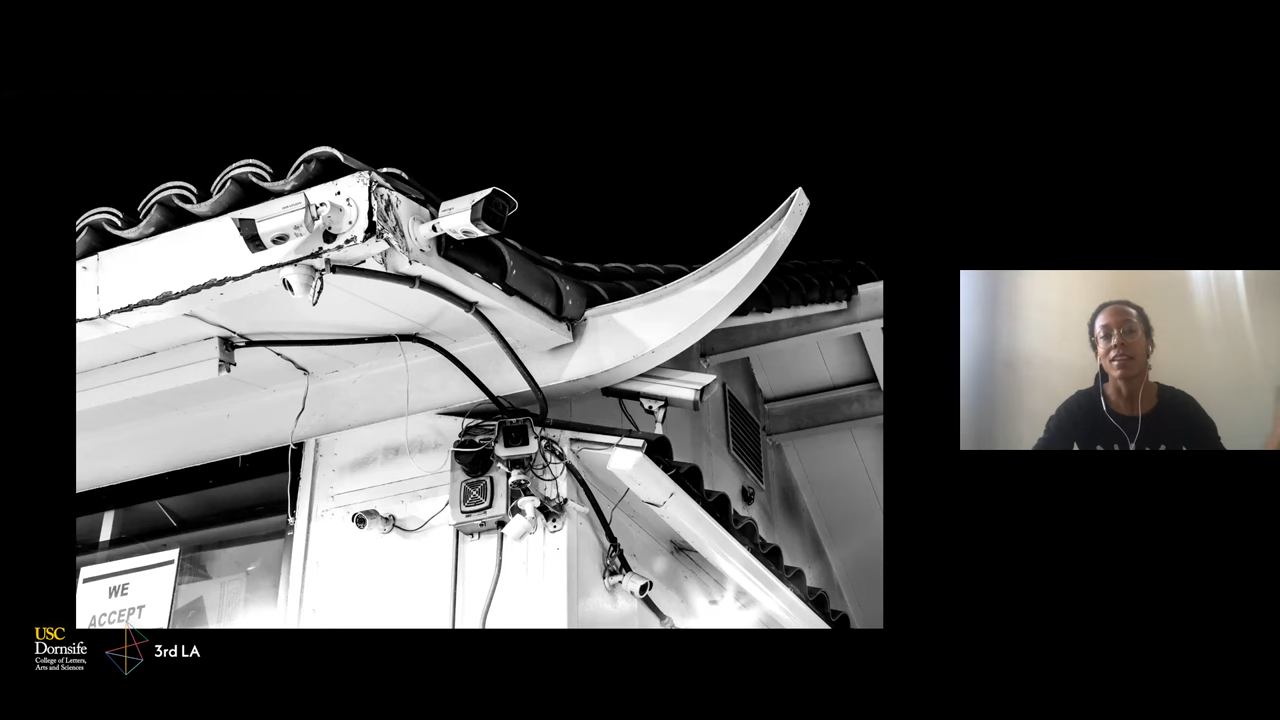 WE
ACCEPT
USC
Dornsife
College of Letters,
Arts and Sciences
3rd LA